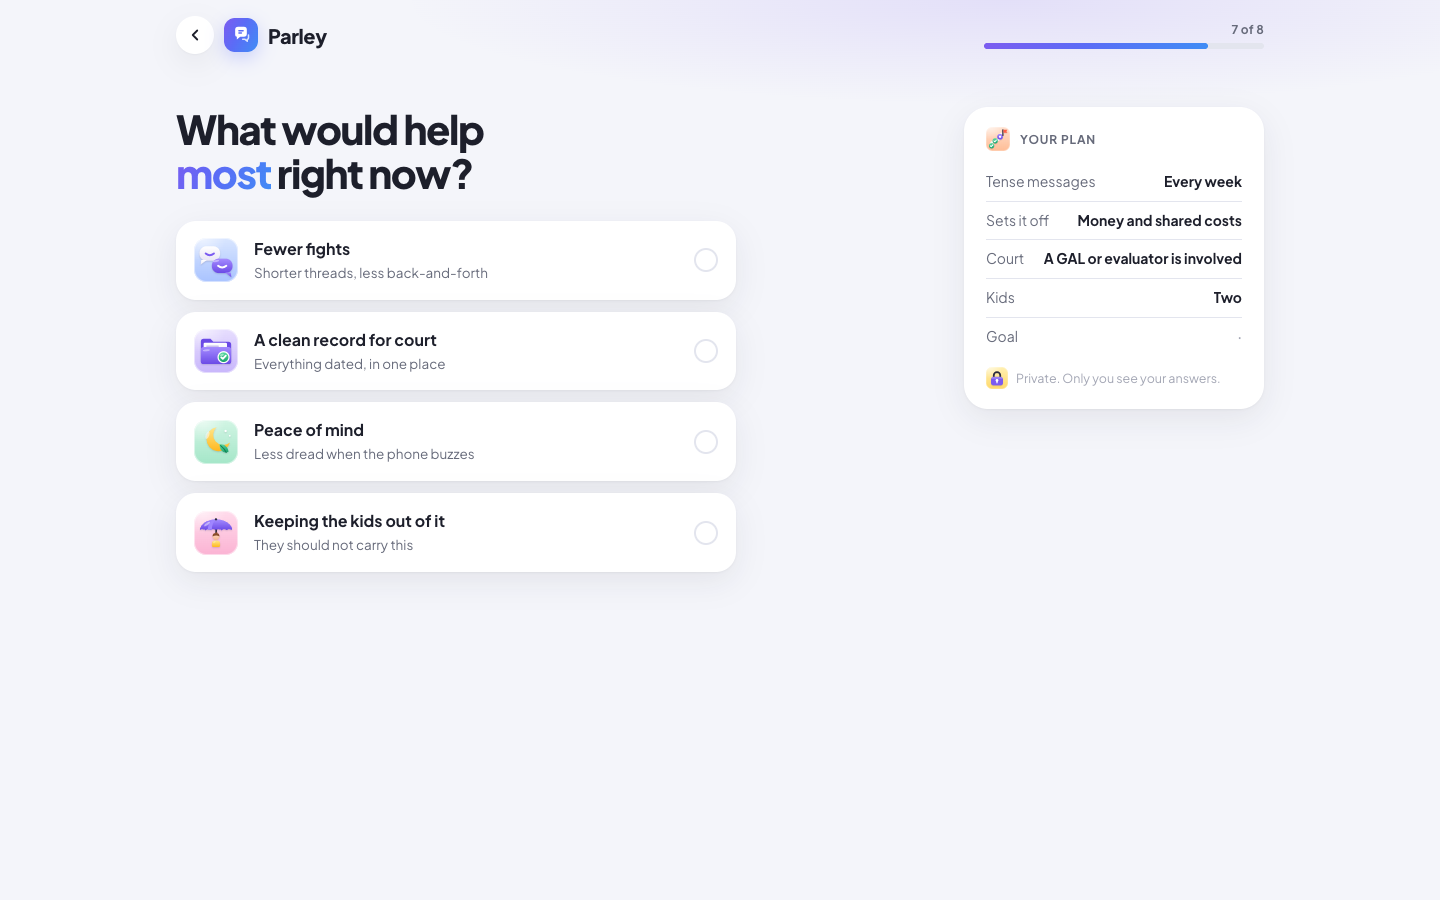 Parley
7 of 8
What would help
most right now?
Fewer fights
Shorter threads, less back-and-forth
A clean record for court
Everything dated, in one place
Peace of mind
Less dread when the phone buzzes
Keeping the kids out of it
They should not carry this
YOUR PLAN
Tense messages Every week
Sets it off Money and shared costs
Court A GAL or evaluator is involved
Kids Two
Goal ·
Private. Only you see your answers.